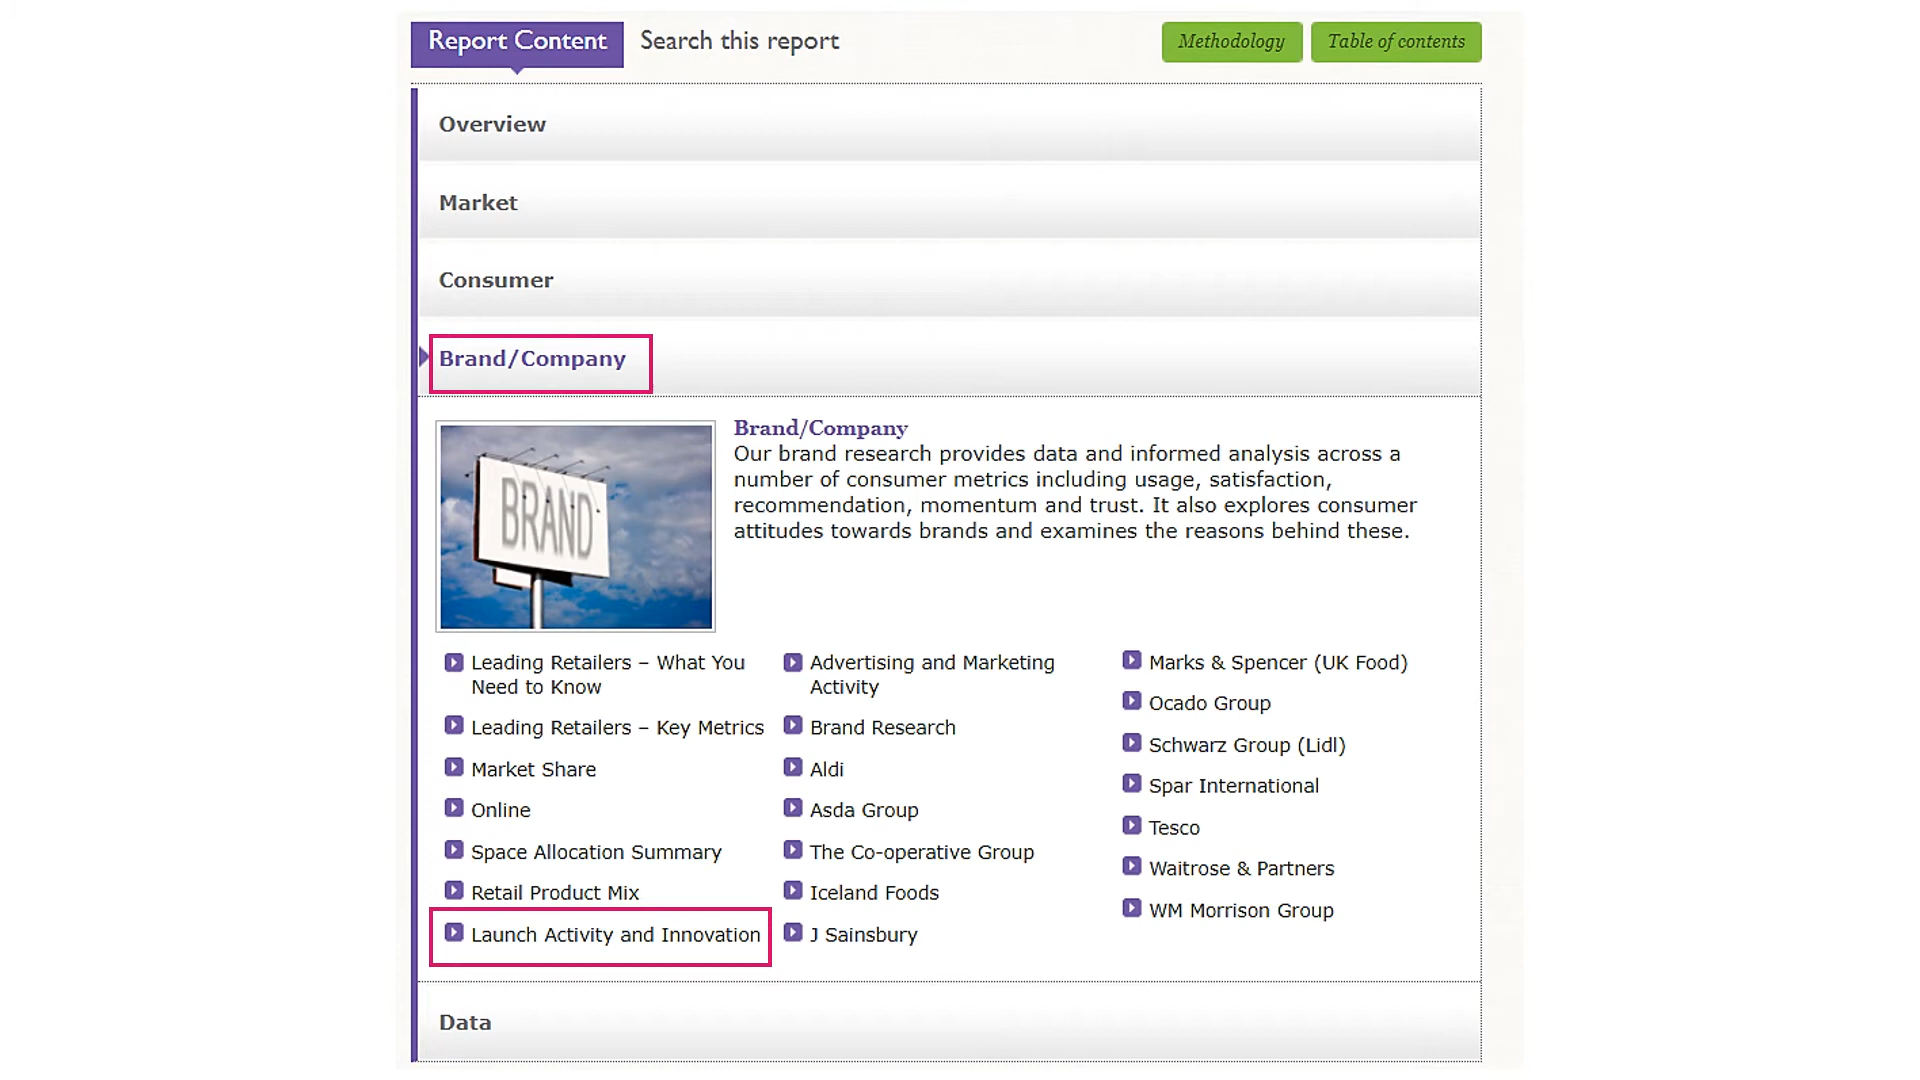 Report Content
Search this report
Methodology
Table of contents
Overview
Market
Consumer
Brand/Company
BRAND
Brand/Company
Our brand research provides data and informed analysis across a
number of consumer metrics including usage, satisfaction,
recommendation, momentum and trust. It also explores consumer
attitudes towards brands and examines the reasons behind these.
Leading Retailers – What You
Need to Know
Leading Retailers – Key Metrics
Market Share
Online
Space Allocation Summary
Retail Product Mix
Launch Activity and Innovation
Advertising and Marketing
Activity
Brand Research
Aldi
Asda Group
The Co-operative Group
Iceland Foods
J Sainsbury
Marks & Spencer (UK Food)
Ocado Group
Schwarz Group (Lidl)
Spar International
Tesco
Waitrose & Partners
WM Morrison Group
Data